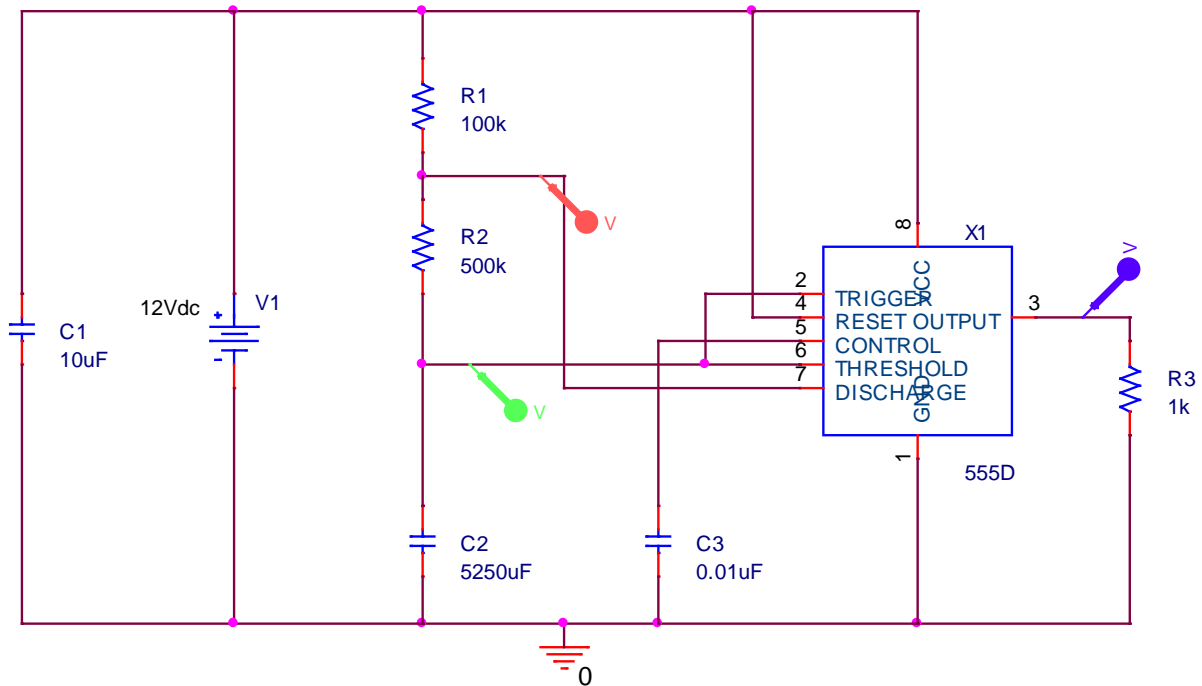 R1
100k
V
R2
500k
X1
8
V
12Vdc
V1
VCC
2
TRIGGER
4
RESET OUTPUT
3
5
CONTROL
C1
10uF
6
THRESHOLD
7
DISCHARGE
GND
R3
1k
V
1
555D
C2
5250uF
C3
0.01uF
0